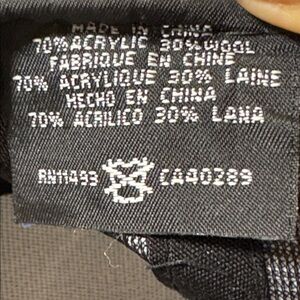 MADE IN CHINA
70% ACRYLIC 30% WOOL
FABRIQUE EN CHINE
70% ACRYLIQUE 30% LAINE
HECHO EN CHINA
70% ACRILICO 30% LANA
RN11493 CA40289